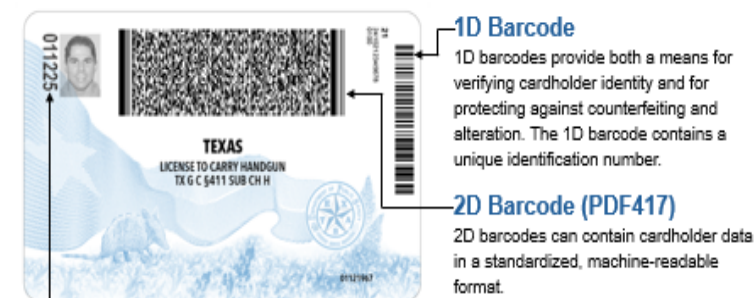 011225
21
TEXAS
LICENSE TO CARRY HANDGUN
TX G C §411 SUB CH H
01121967
1D Barcode
1D barcodes provide both a means for
verifying cardholder identity and for
protecting against counterfeiting and
alteration. The 1D barcode contains a
unique identification number.
2D Barcode (PDF417)
2D barcodes can contain cardholder data
in a standardized, machine-readable
format.